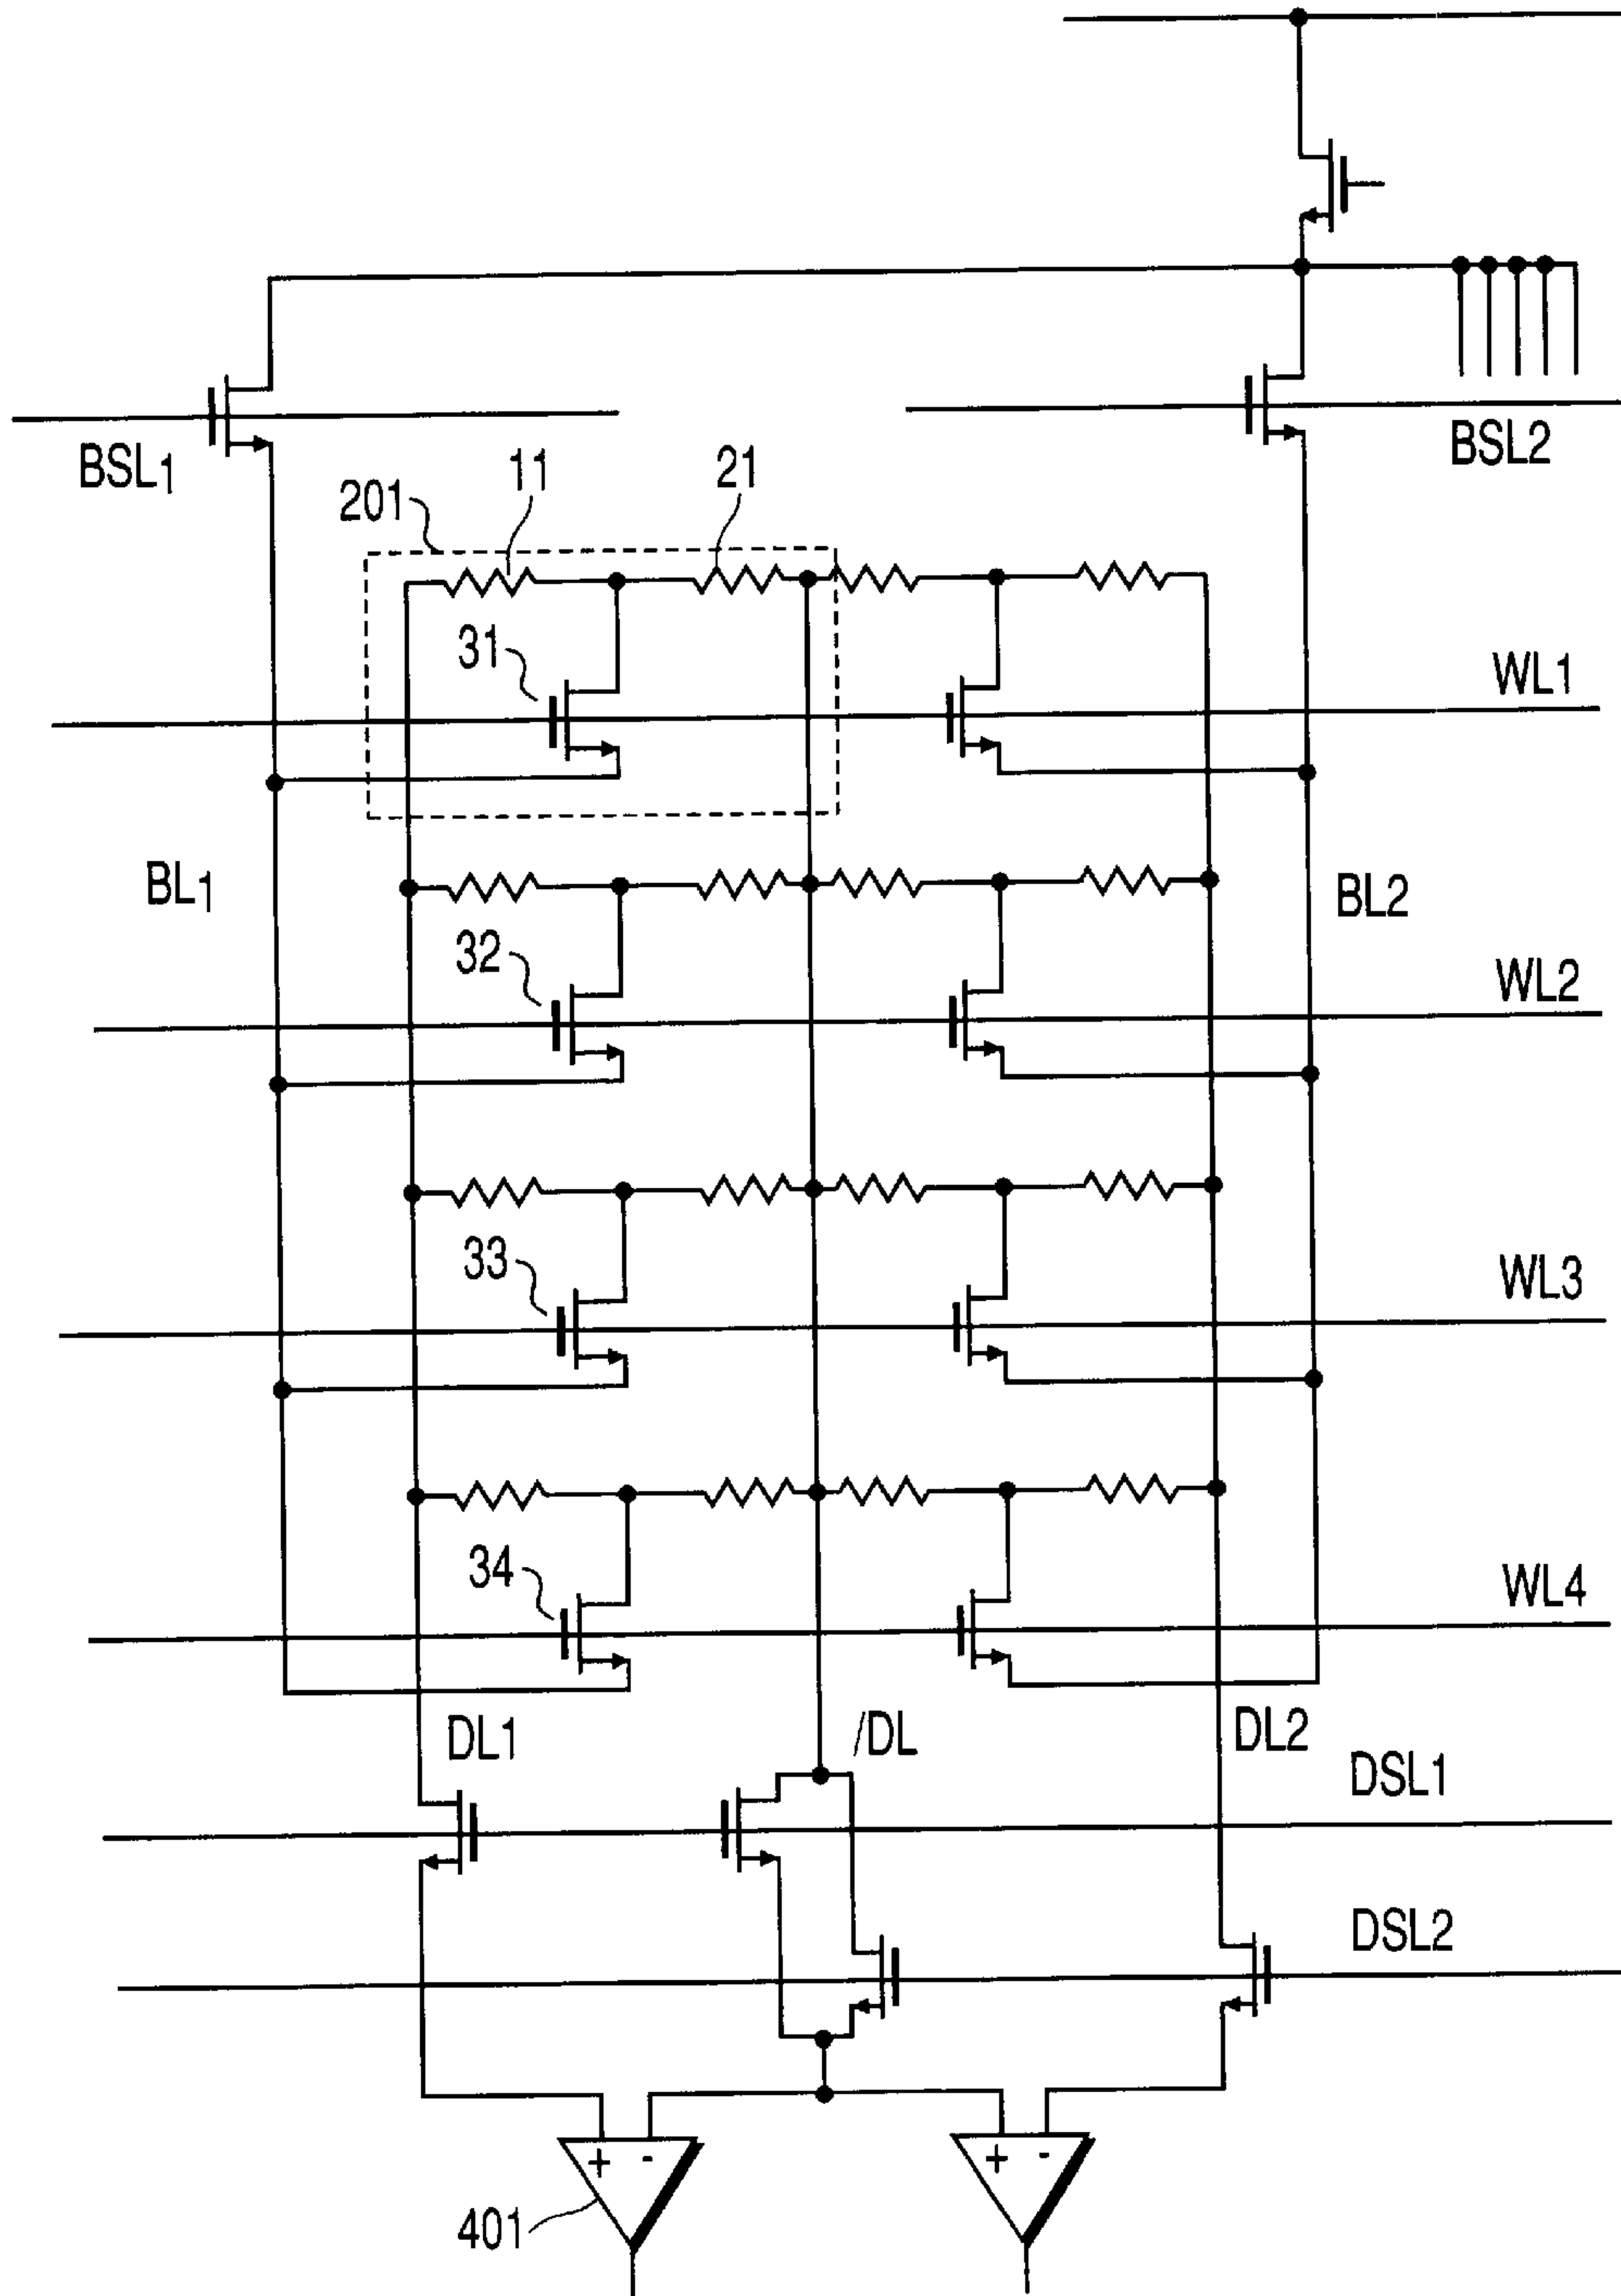 BSL1
BSL2
201
11
21
31
WL1
BL1
BL2
32
WL2
33
WL3
34
WL4
DL1
/DL
DL2
DSL1
DSL2
+ -
+ -
401